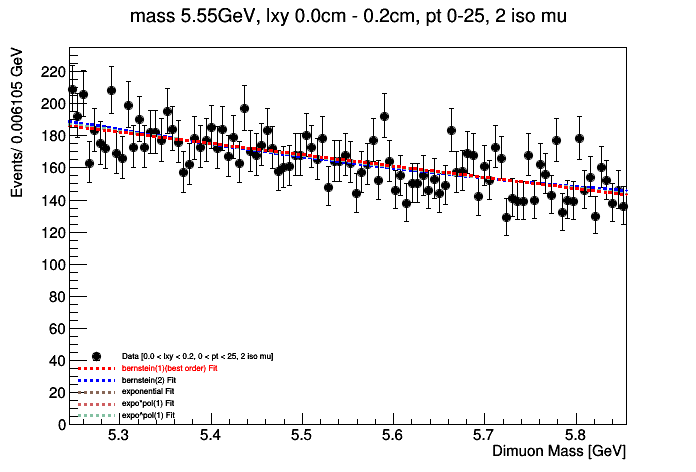 mass 5.55GeV, lxy 0.0cm - 0.2cm, pt 0-25, 2 iso mu
Events/ 0.006105 GeV
220
200
180
160
140
120
100
80
60
40
20
0
Data [0.0 < lxy < 0.2, 0 < pt < 25, 2 iso mu]
bernstein(1)(best order) Fit
bernstein(2) Fit
exponential Fit
expo*pol(1) Fit
expo^pol(1) Fit
5.3 5.4 5.5 5.6 5.7 5.8
Dimuon Mass [GeV]